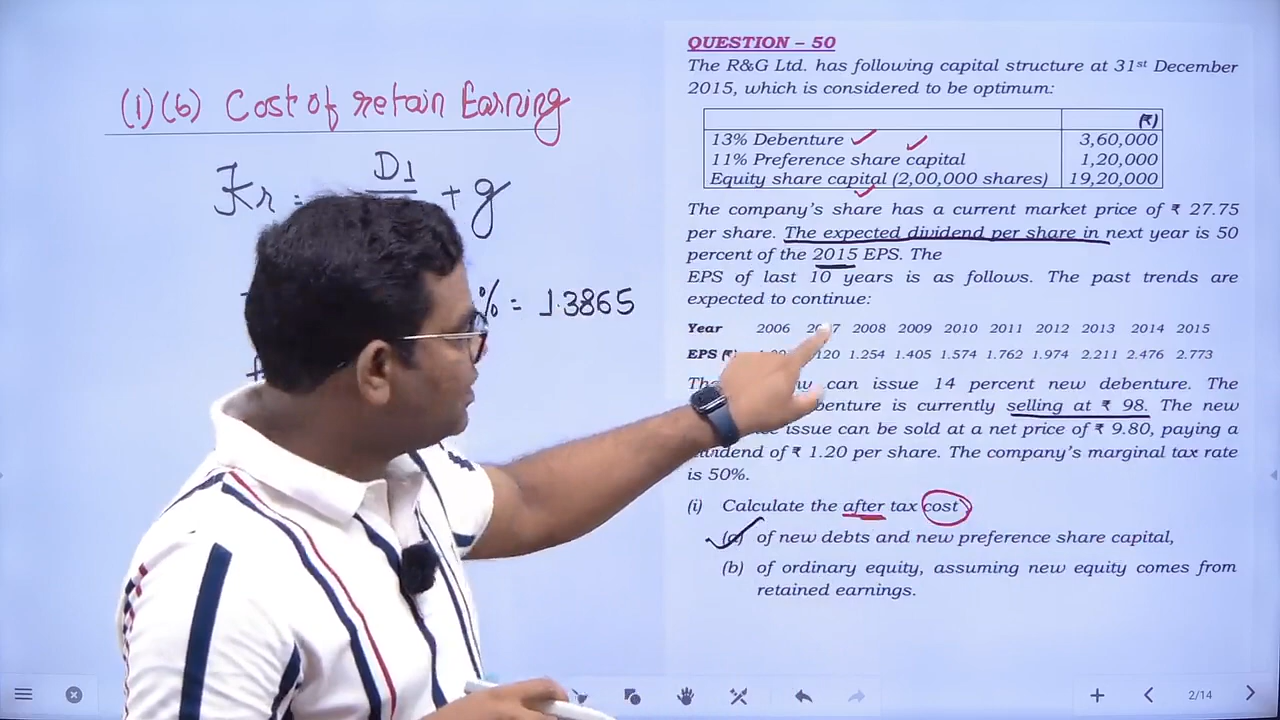 (1)(b) Cost of retain Earning
Kr = D1 + g
% = 1.3865
QUESTION – 50
The R&G Ltd. has following capital structure at 31st December
2015, which is considered to be optimum:
(₹)
13% Debenture 3,60,000
11% Preference share capital 1,20,000
Equity share capital (2,00,000 shares) 19,20,000
The company's share has a current market price of ₹ 27.75
per share. The expected dividend per share in next year is 50
percent of the 2015 EPS. The
EPS of last 10 years is as follows. The past trends are
expected to continue:
Year 2006 2008 2009 2010 2011 2012 2013 2014 2015
EPS 1.254 1.405 1.574 1.762 1.974 2.211 2.476 2.773
can issue 14 percent new debenture. The
is currently selling at ₹ 98. The new
issue can be sold at a net price of ₹ 9.80, paying a
of ₹ 1.20 per share. The company's marginal tax rate
is 50%.
(i) Calculate the after tax cost
(a) of new debts and new preference share capital,
(b) of ordinary equity, assuming new equity comes from
retained earnings.
2/14